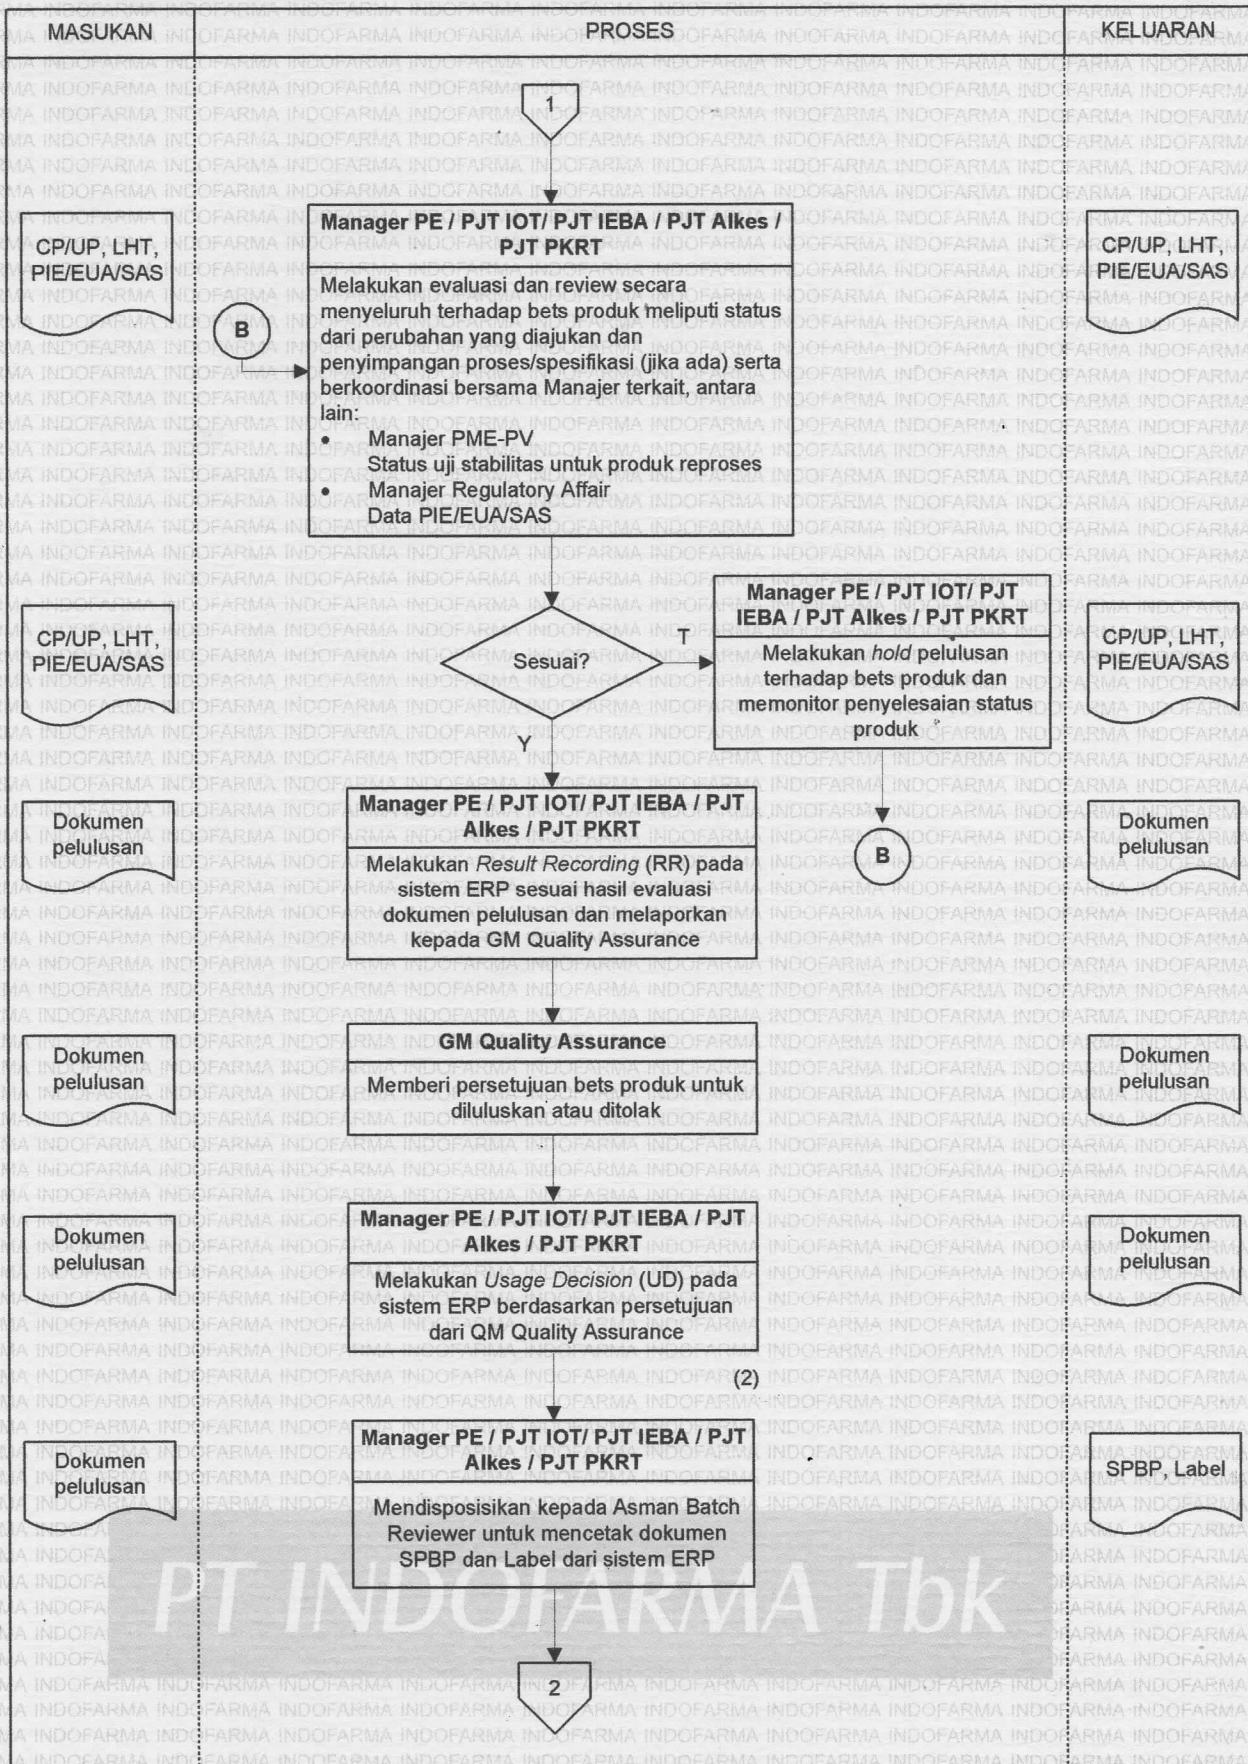 MASUKAN
PROSES
KELUARAN
1
CP/UP, LHT,
PIE/EUA/SAS
B
Manager PE / PJT IOT/ PJT IEBA / PJT Alkes /
PJT PKRT
Melakukan evaluasi dan review secara
menyeluruh terhadap bets produk meliputi status
dari perubahan yang diajukan dan
penyimpangan proses/spesifikasi (jika ada) serta
berkoordinasi bersama Manajer terkait, antara
lain:
• Manajer PME-PV
Status uji stabilitas untuk produk reproses
• Manajer Regulatory Affair
Data PIE/EUA/SAS
CP/UP, LHT,
PIE/EUA/SAS
CP/UP, LHT,
PIE/EUA/SAS
Sesuai?
T
Y
Manager PE / PJT IOT/ PJT
IEBA / PJT Alkes / PJT PKRT
Melakukan hold pelulusan
terhadap bets produk dan
memonitor penyelesaian status
produk
CP/UP, LHT,
PIE/EUA/SAS
B
Dokumen
pelulusan
Manager PE / PJT IOT/ PJT IEBA / PJT
Alkes / PJT PKRT
Melakukan Result Recording (RR) pada
sistem ERP sesuai hasil evaluasi
dokumen pelulusan dan melaporkan
kepada GM Quality Assurance
Dokumen
pelulusan
Dokumen
pelulusan
GM Quality Assurance
Memberi persetujuan bets produk untuk
diluluskan atau ditolak
Dokumen
pelulusan
Dokumen
pelulusan
Manager PE / PJT IOT/ PJT IEBA / PJT
Alkes / PJT PKRT
Melakukan Usage Decision (UD) pada
sistem ERP berdasarkan persetujuan
dari QM Quality Assurance
Dokumen
pelulusan
(2)
Dokumen
pelulusan
Manager PE / PJT IOT/ PJT IEBA / PJT
Alkes / PJT PKRT
Mendisposisikan kepada Asman Batch
Reviewer untuk mencetak dokumen
SPBP dan Label dari sistem ERP
SPBP, Label
PT INDOFARMA Tbk
2